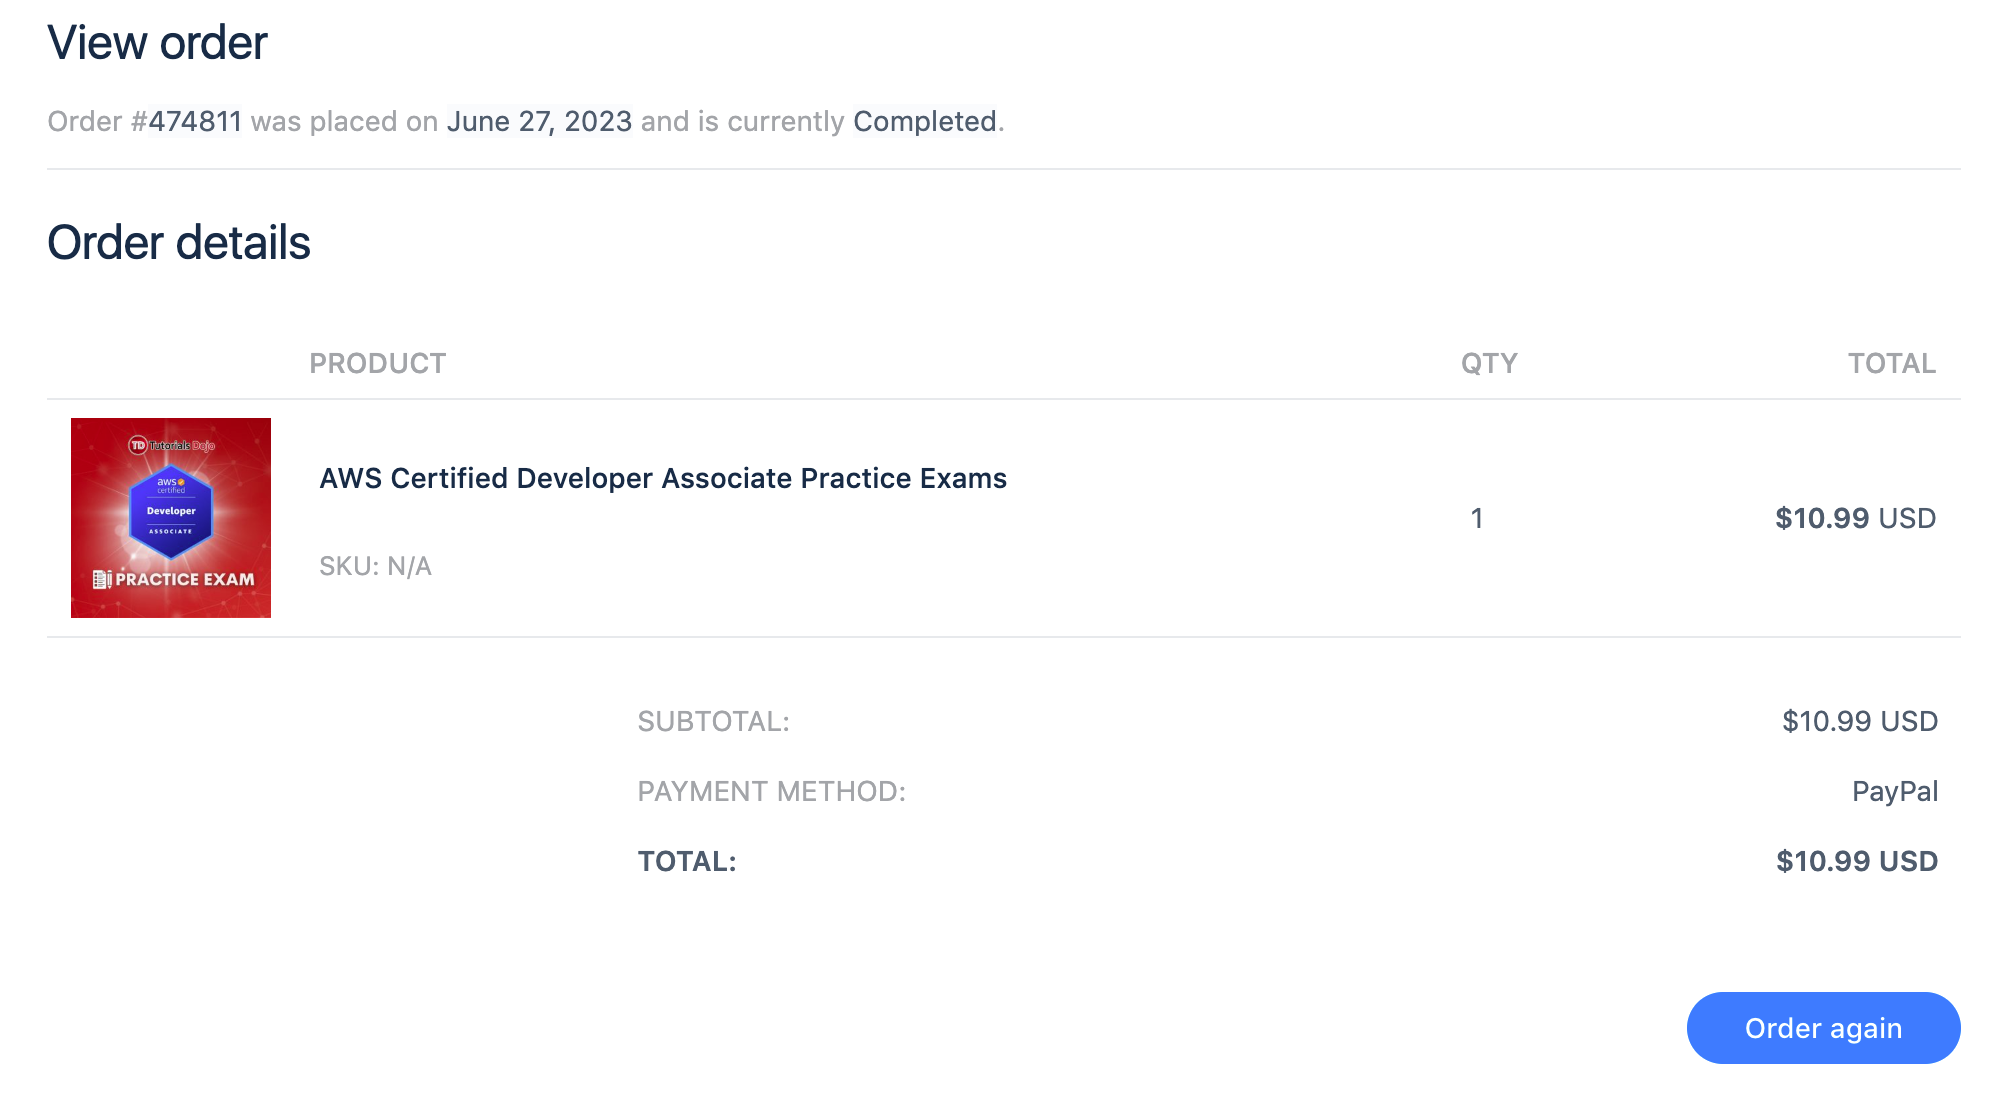 View order
Order #474811 was placed on June 27, 2023 and is currently Completed.
Order details
PRODUCT QTY TOTAL
TD Tutorials Dojo
aws
certified
Developer
ASSOCIATE
PRACTICE EXAM
AWS Certified Developer Associate Practice Exams
SKU: N/A
1
$10.99 USD
SUBTOTAL: $10.99 USD
PAYMENT METHOD: PayPal
TOTAL: $10.99 USD
Order again